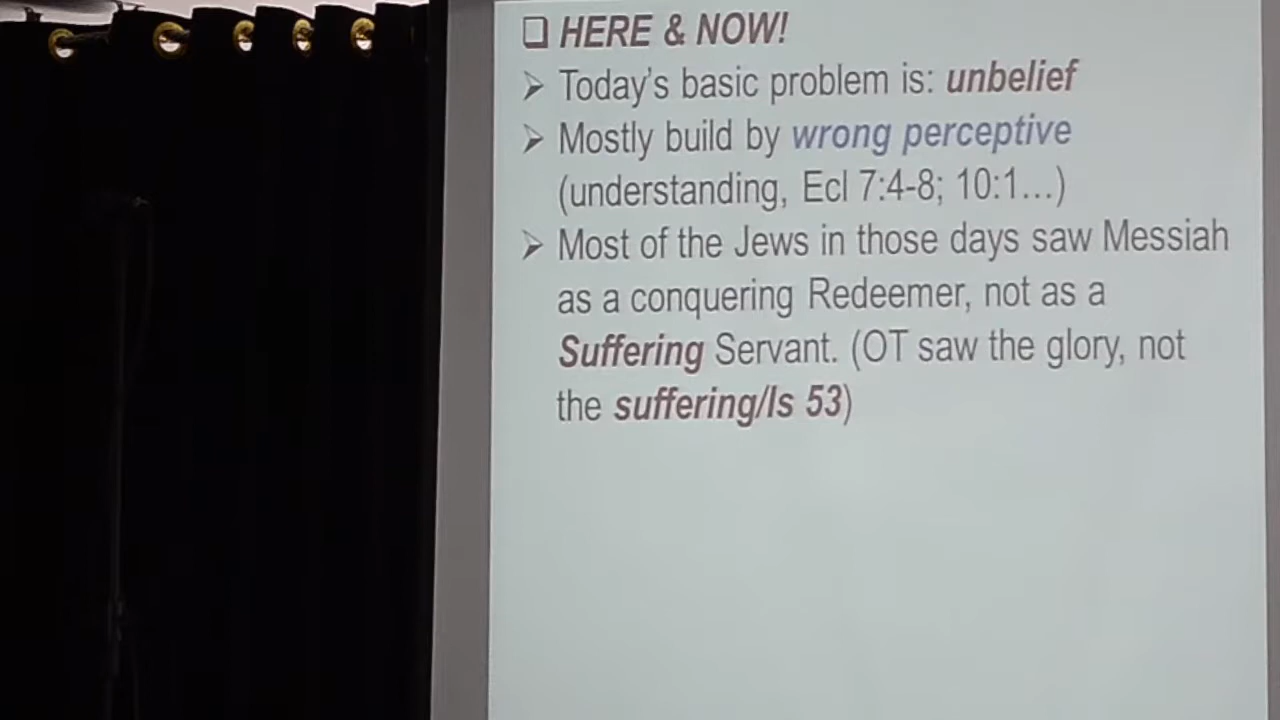 ❑ HERE & NOW!
➢ Today's basic problem is: unbelief
➢ Mostly build by wrong perceptive
(understanding, Ecl 7:4-8; 10:1...)
➢ Most of the Jews in those days saw Messiah
as a conquering Redeemer, not as a
Suffering Servant. (OT saw the glory, not
the suffering/Is 53)